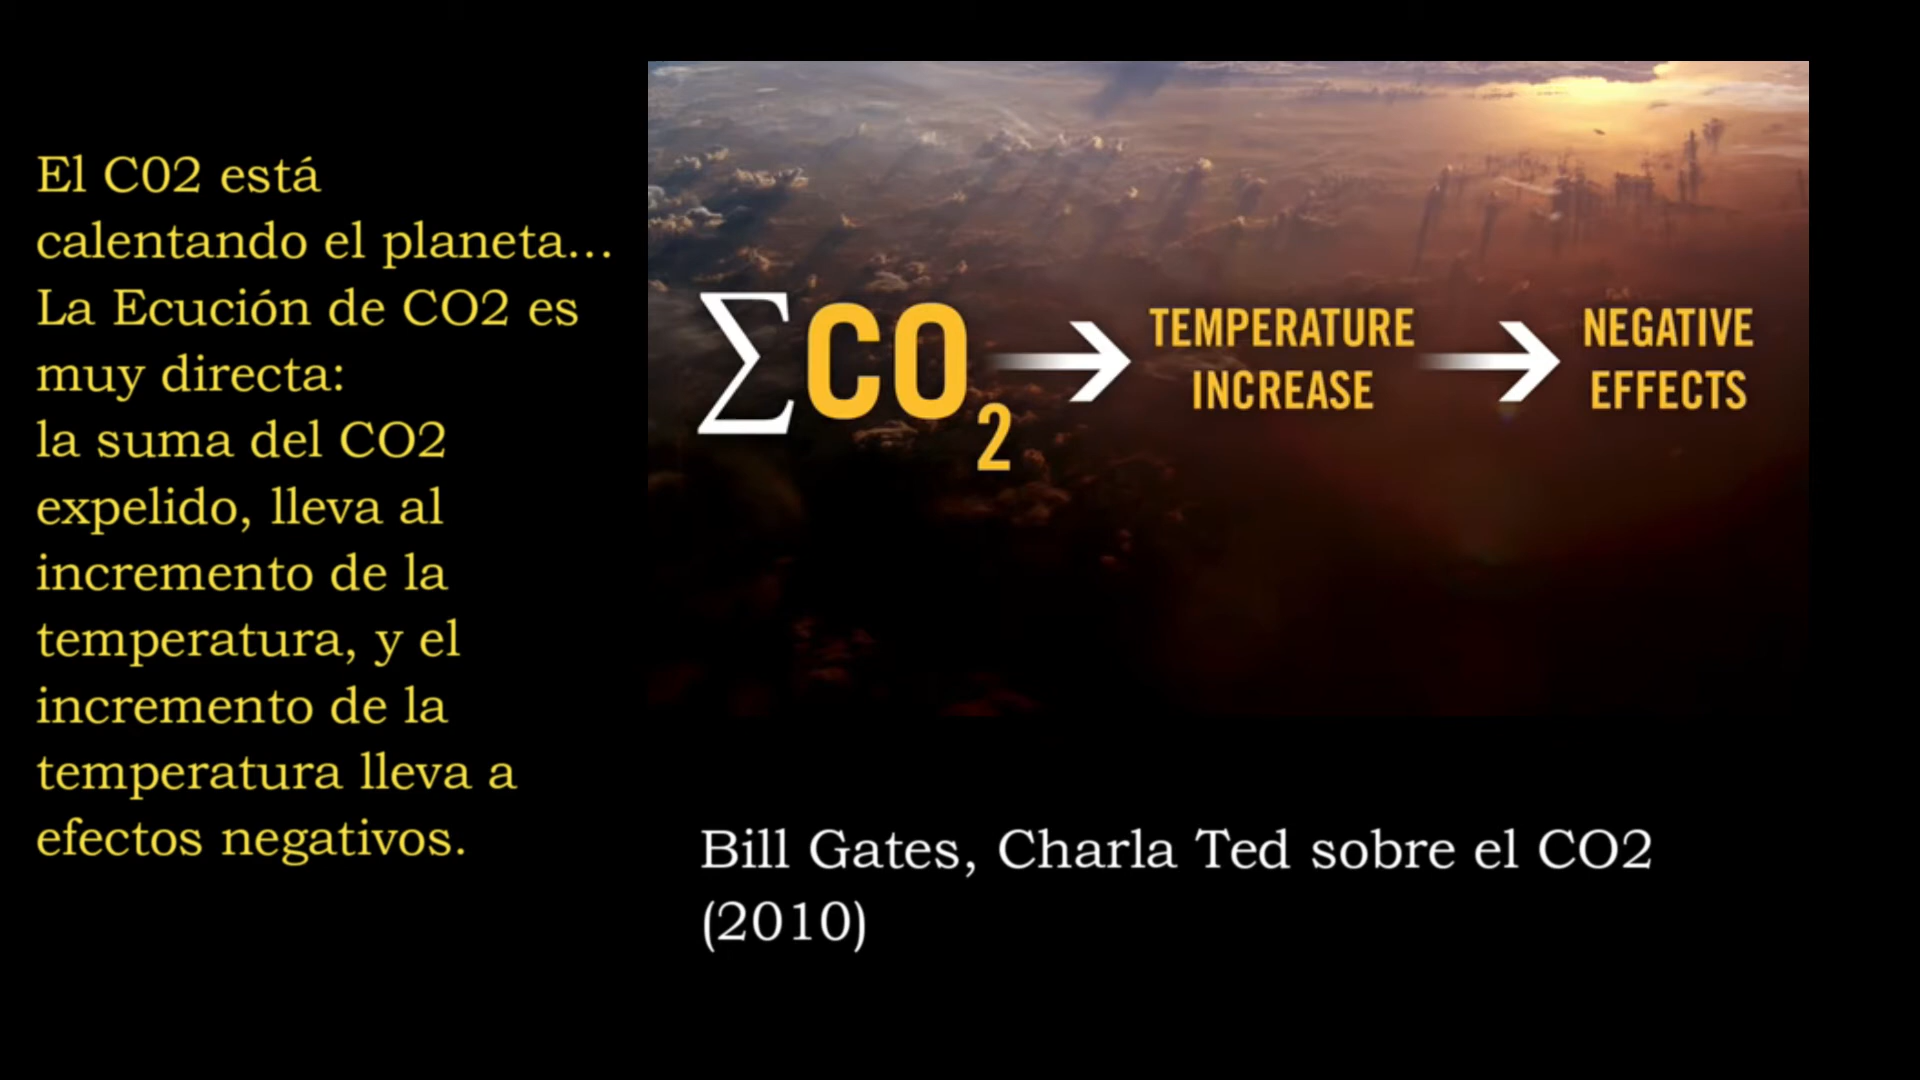 El C02 está
calentando el planeta...
La Ecución de CO2 es
muy directa:
la suma del CO2
expelido, lleva al
incremento de la
temperatura, y el
incremento de la
temperatura lleva a
efectos negativos.
∑CO2 → TEMPERATURE INCREASE → NEGATIVE EFFECTS
Bill Gates, Charla Ted sobre el CO2
(2010)